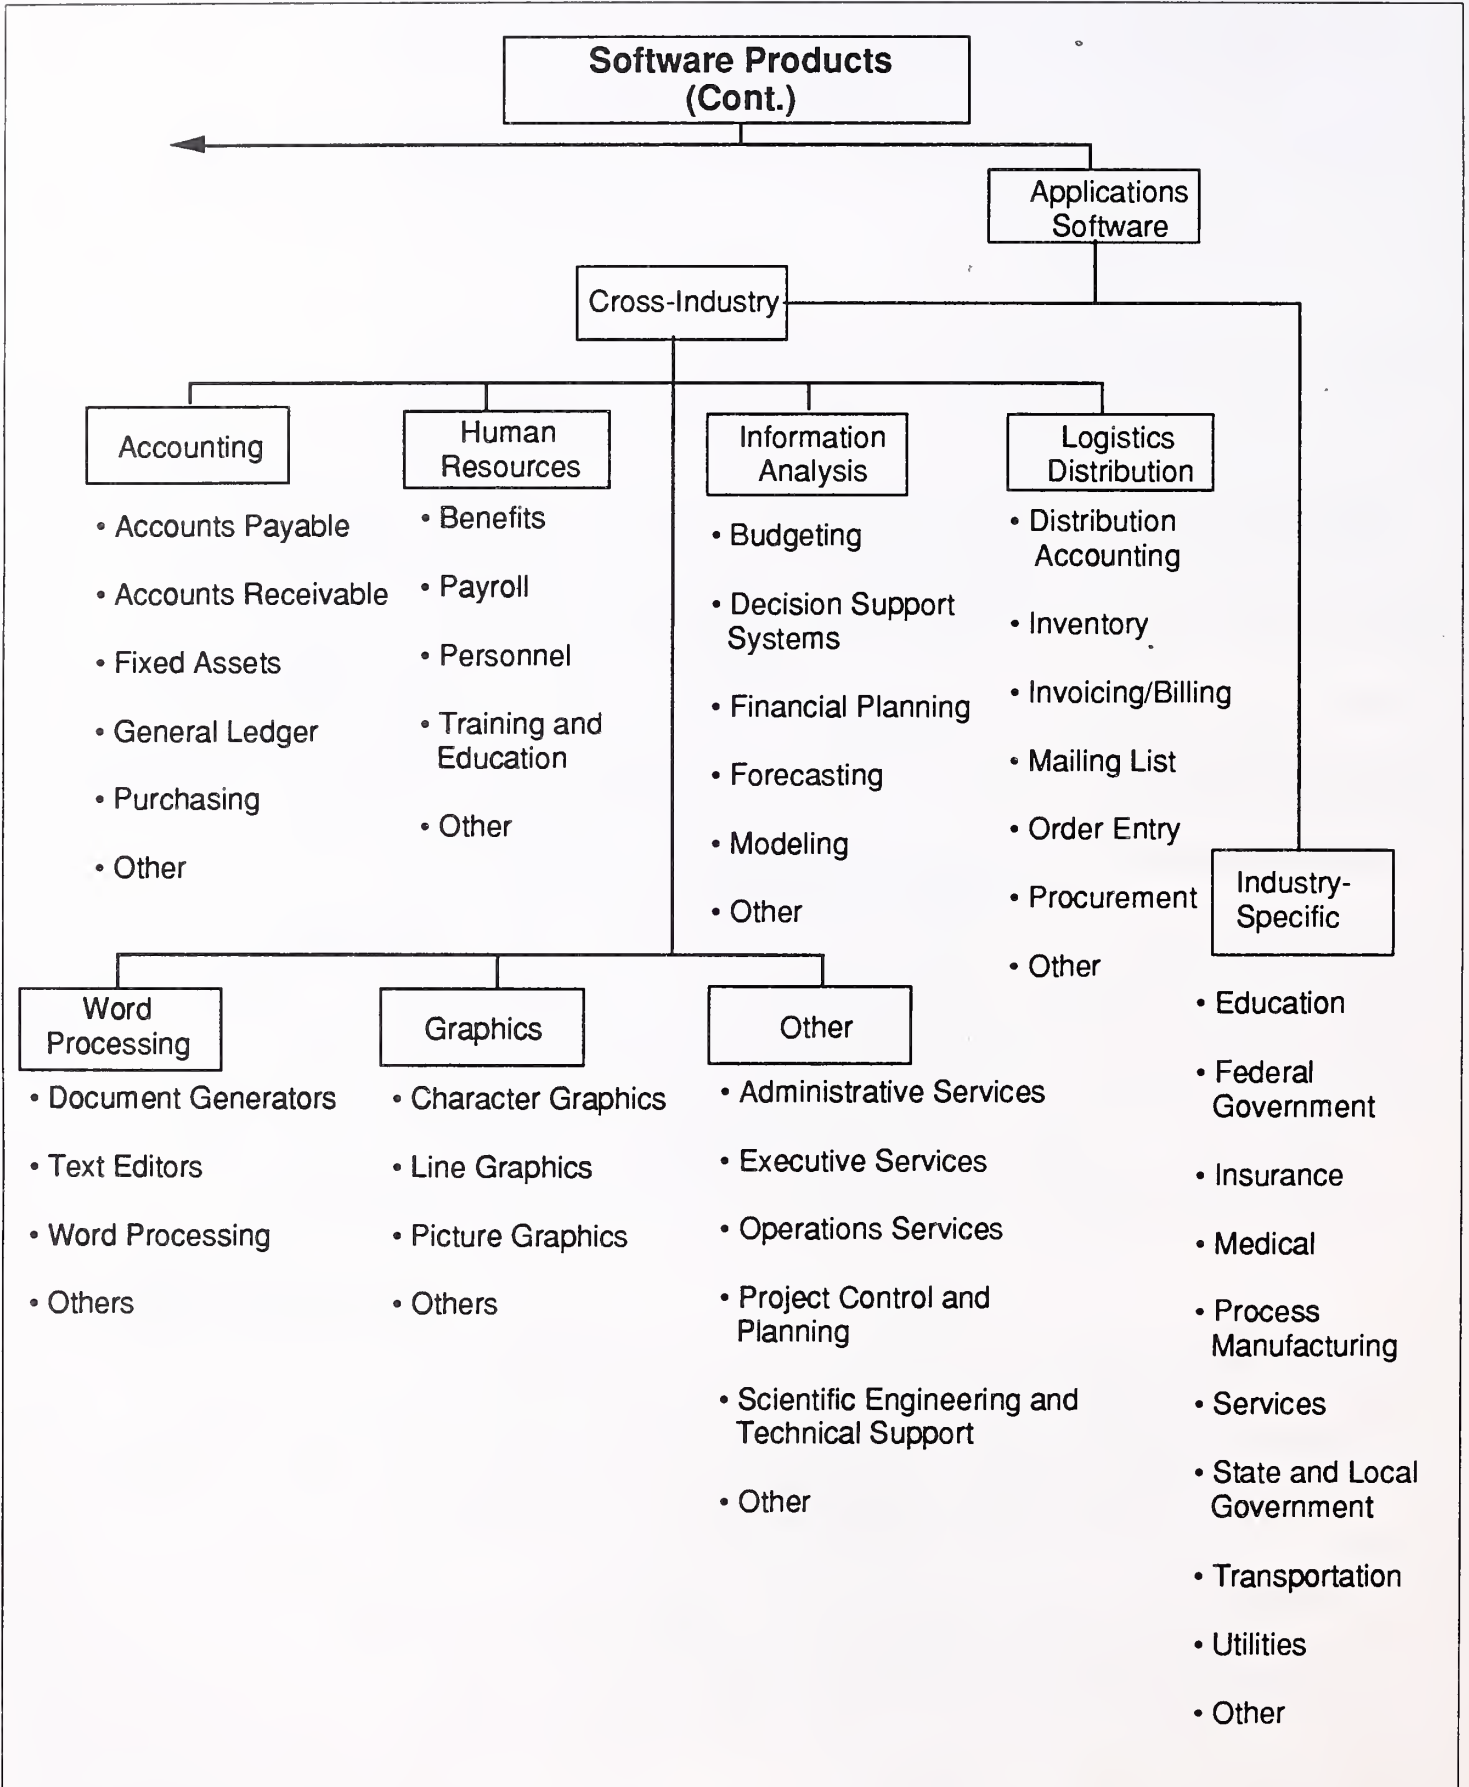 Software Products
(Cont.)
Applications
Software
Cross-Industry
Accounting
• Accounts Payable
• Accounts Receivable
• Fixed Assets
• General Ledger
• Purchasing
• Other
Human
Resources
• Benefits
• Payroll
• Personnel
• Training and
Education
• Other
Information
Analysis
• Budgeting
• Decision Support
Systems
• Financial Planning
• Forecasting
• Modeling
• Other
Logistics
Distribution
• Distribution
Accounting
• Inventory
• Invoicing/Billing
• Mailing List
• Order Entry
• Procurement
• Other
Word
Processing
• Document Generators
• Text Editors
• Word Processing
• Others
Graphics
• Character Graphics
• Line Graphics
• Picture Graphics
• Others
Other
• Administrative Services
• Executive Services
• Operations Services
• Project Control and
Planning
• Scientific Engineering and
Technical Support
• Other
Industry-
Specific
• Education
• Federal
Government
• Insurance
• Medical
• Process
Manufacturing
• Services
• State and Local
Government
• Transportation
• Utilities
• Other